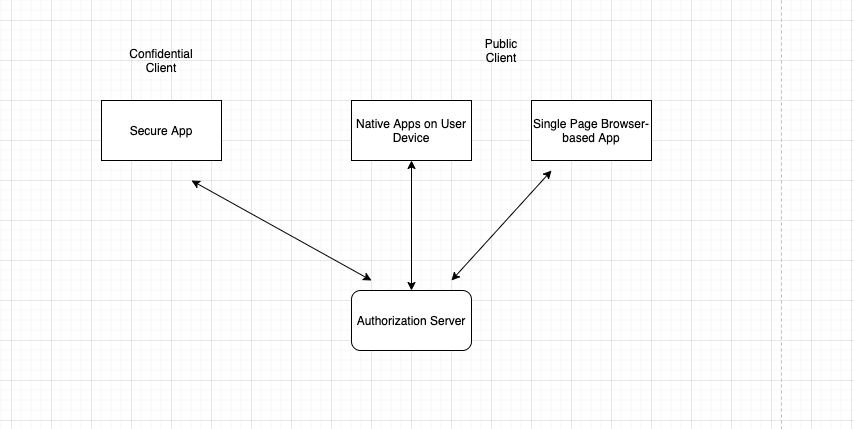 Confidential
Client
Public
Client
Secure App
Native Apps on User
Device
Single Page Browser-
based App
Authorization Server